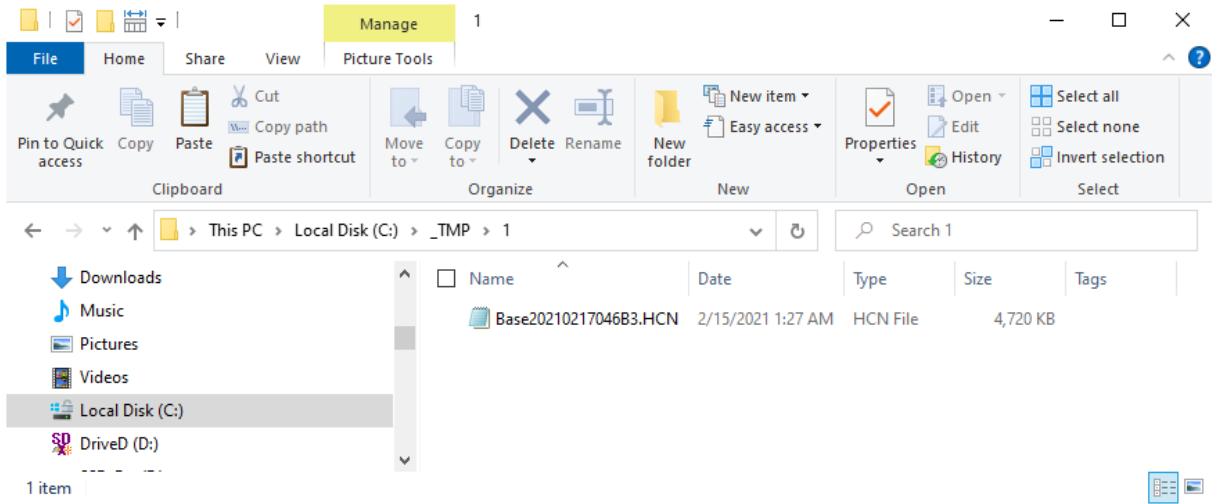 Manage 1
File Home Share View Picture Tools
Pin to Quick access Copy Paste Cut Copy path Paste shortcut Move to Copy to Delete Rename New folder New item Easy access Properties Open Edit History Select all Select none Invert selection
Clipboard Organize New Open Select
This PC > Local Disk (C:) > _TMP > 1 Search 1
Downloads
Music
Pictures
Videos
Local Disk (C:)
DriveD (D:)
Name Date Type Size Tags
Base20210217046B3.HCN 2/15/2021 1:27 AM HCN File 4,720 KB
1 item